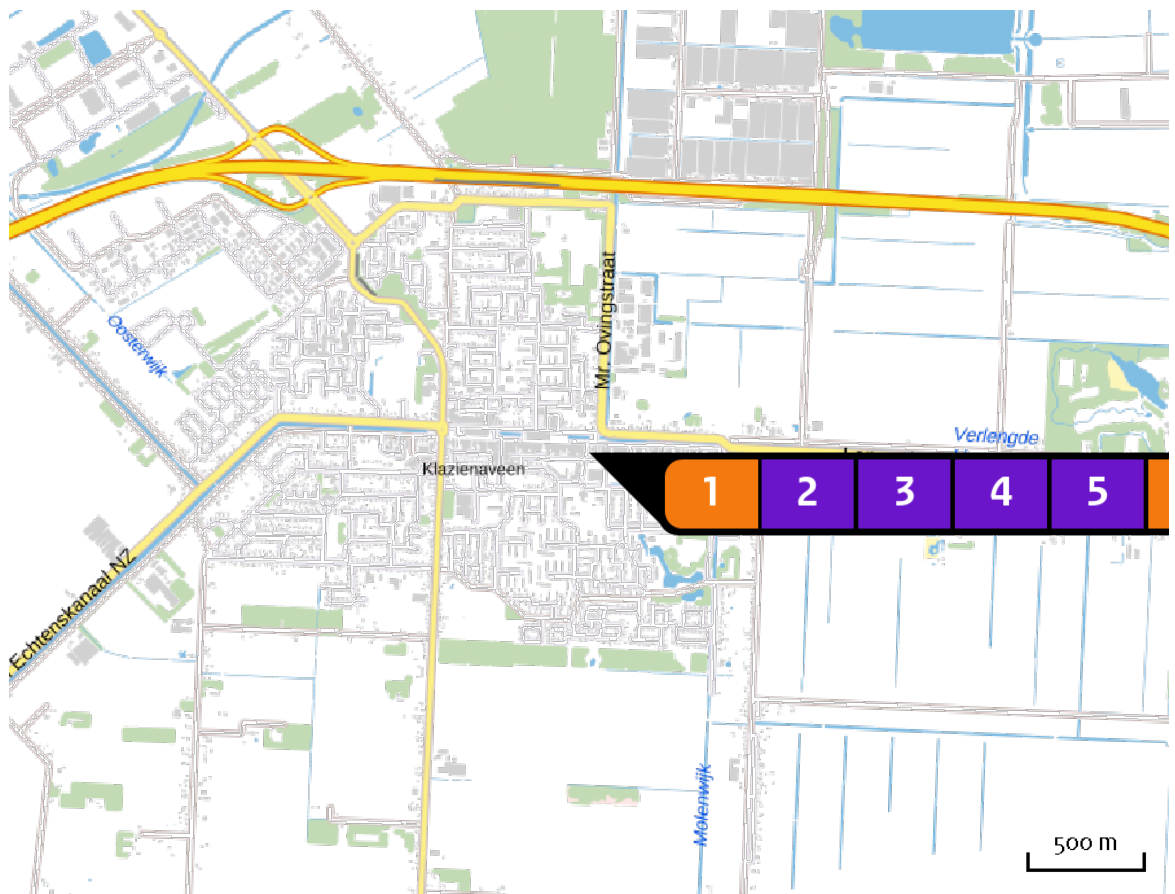 Mr. Ovingstraat
Oosterwijk
Verlengde
Klazienaveen
1 2 3 4 5
Echtenskanaal NZ
Molenwijk
500 m